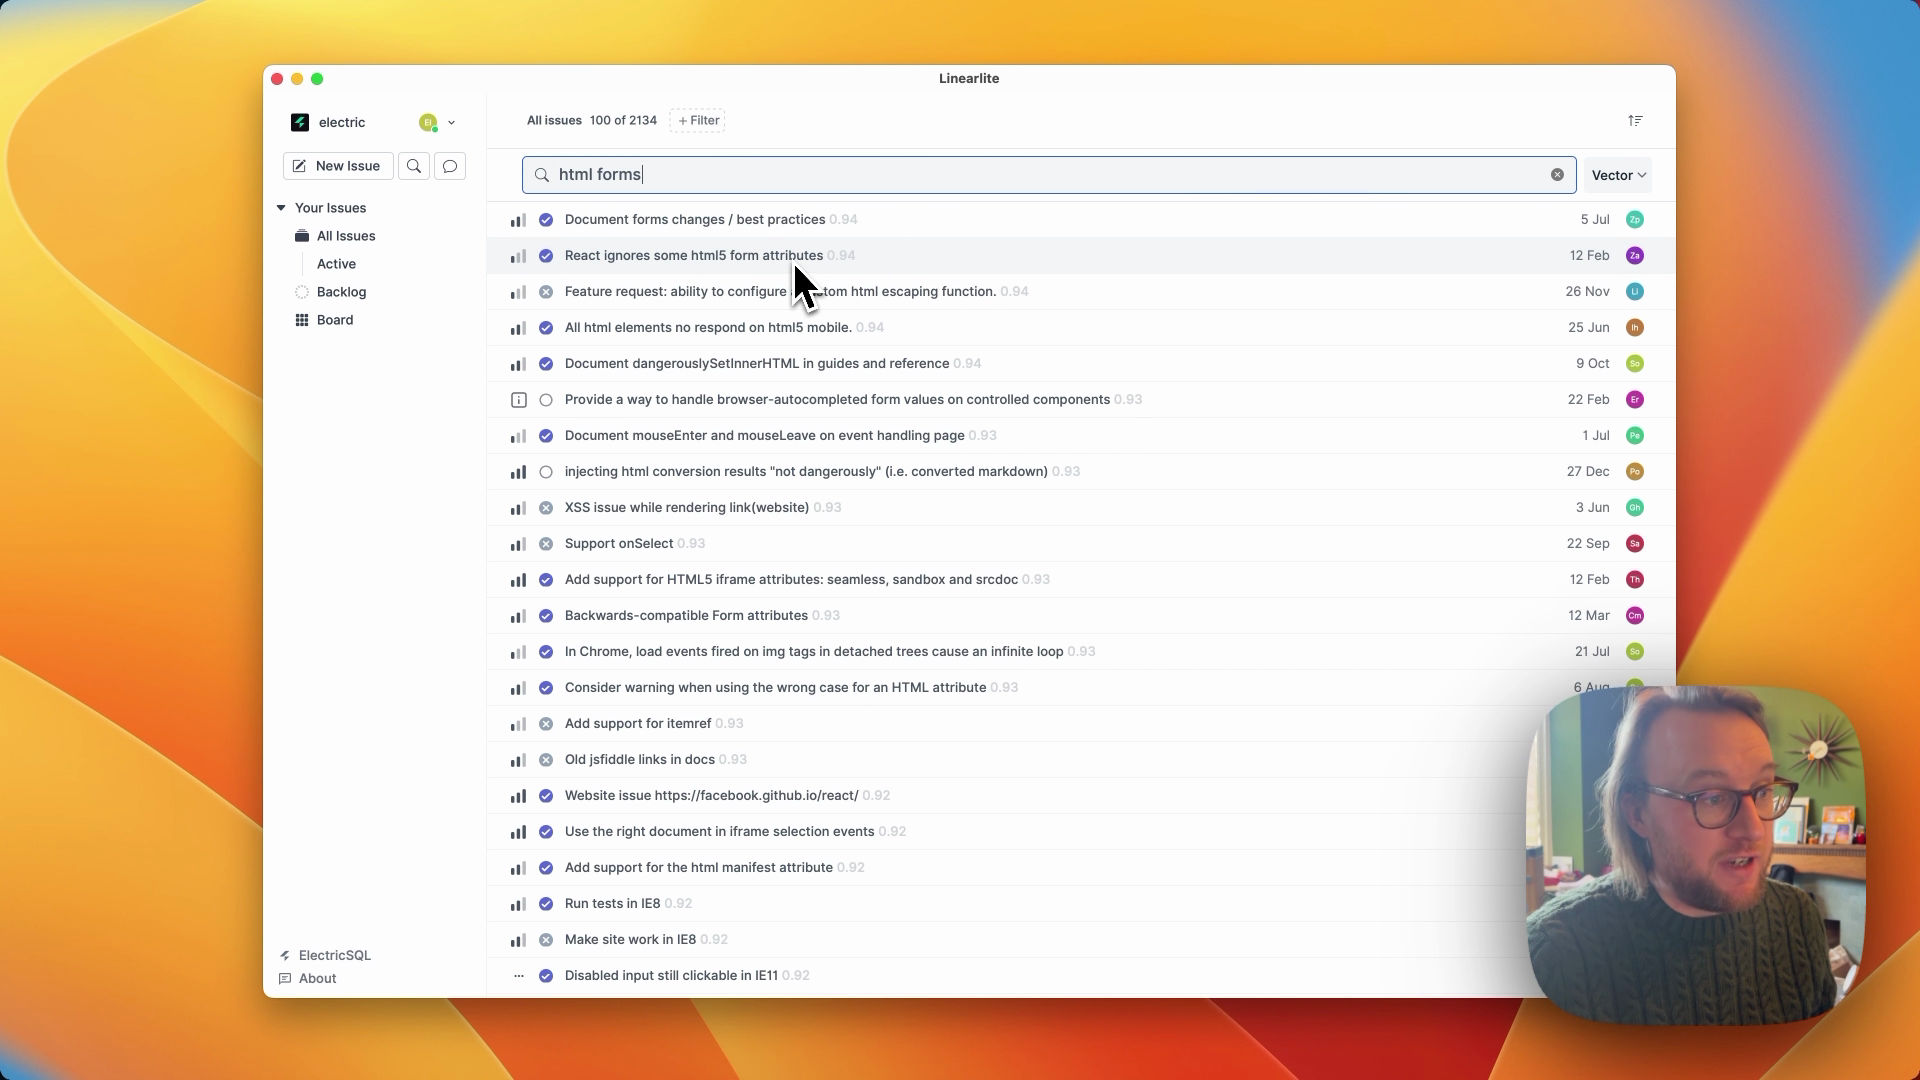 Linearlite
electric
EI
New Issue
Your Issues
All Issues
Active
Backlog
Board
ElectricSQL
About
All issues 100 of 2134 + Filter
html forms
Vector
Document forms changes / best practices 0.94 5 Jul Zp
React ignores some html5 form attributes 0.94 12 Feb Za
Feature request: ability to configure tom html escaping function. 0.94 26 Nov Li
All html elements no respond on html5 mobile. 0.94 25 Jun Ih
Document dangerouslySetInnerHTML in guides and reference 0.94 9 Oct So
Provide a way to handle browser-autocompleted form values on controlled components 0.93 22 Feb Er
Document mouseEnter and mouseLeave on event handling page 0.93 1 Jul Pe
injecting html conversion results "not dangerously" (i.e. converted markdown) 0.93 27 Dec Po
XSS issue while rendering link(website) 0.93 3 Jun Gh
Support onSelect 0.93 22 Sep Sa
Add support for HTML5 iframe attributes: seamless, sandbox and srcdoc 0.93 12 Feb Th
Backwards-compatible Form attributes 0.93 12 Mar Cm
In Chrome, load events fired on img tags in detached trees cause an infinite loop 0.93 21 Jul So
Consider warning when using the wrong case for an HTML attribute 0.93 6 Aug
Add support for itemref 0.93
Old jsfiddle links in docs 0.93
Website issue https://facebook.github.io/react/ 0.92
Use the right document in iframe selection events 0.92
Add support for the html manifest attribute 0.92
Run tests in IE8 0.92
Make site work in IE8 0.92
Disabled input still clickable in IE11 0.92